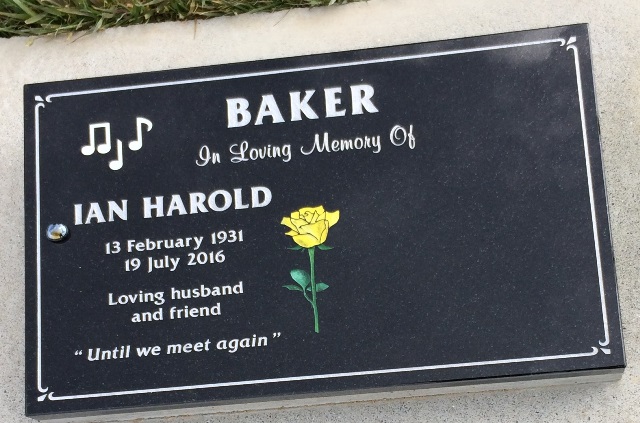 BAKER
In Loving Memory Of
IAN HAROLD
13 February 1931
19 July 2016
Loving husband
and friend
“Until we meet again”